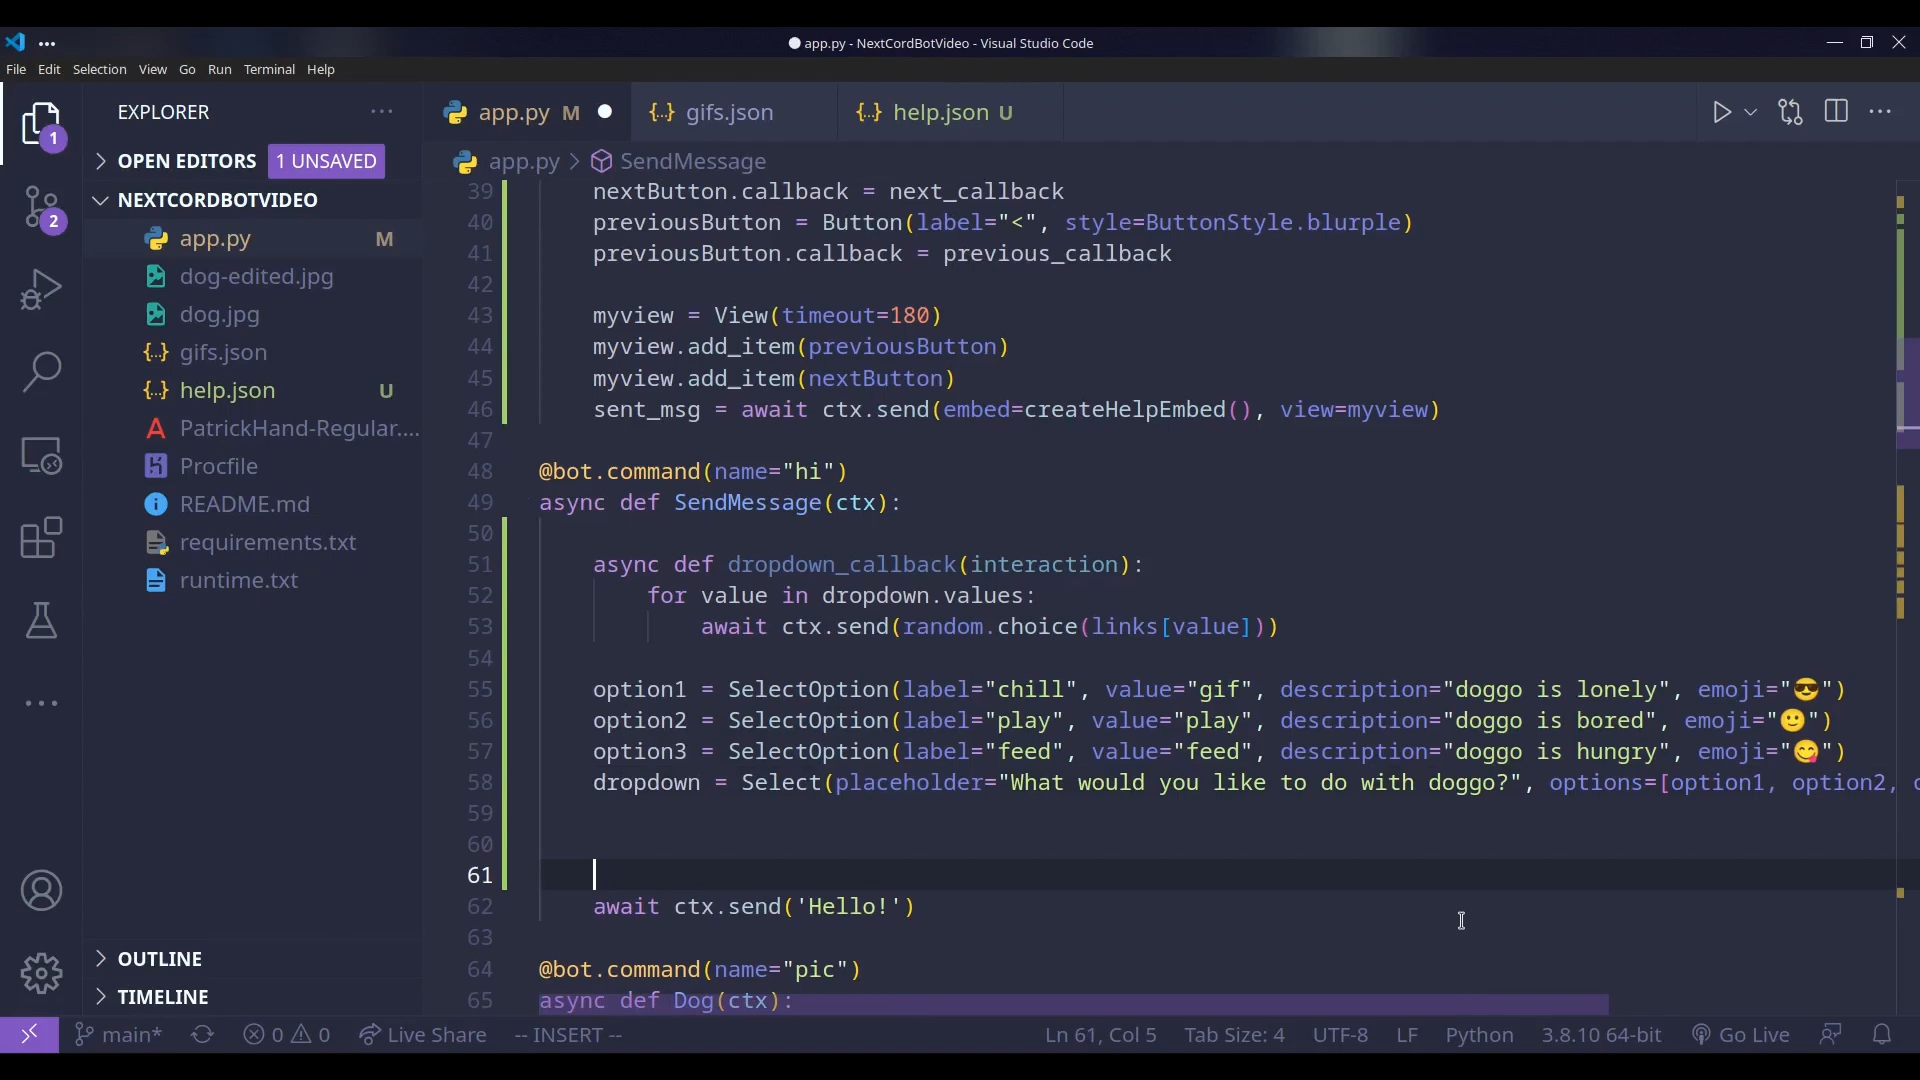 app.py - NextCordBotVideo - Visual Studio Code
File Edit Selection View Go Run Terminal Help
EXPLORER
OPEN EDITORS 1 UNSAVED
NEXTCORDBOTVIDEO
app.py M
dog-edited.jpg
dog.jpg
gifs.json
help.json U
PatrickHand-Regular....
Procfile
README.md
requirements.txt
runtime.txt
OUTLINE
TIMELINE
app.py M gifs.json help.json U
app.py > SendMessage
39 nextButton.callback = next_callback
40 previousButton = Button(label="<", style=ButtonStyle.blurple)
41 previousButton.callback = previous_callback
42
43 myview = View(timeout=180)
44 myview.add_item(previousButton)
45 myview.add_item(nextButton)
46 sent_msg = await ctx.send(embed=createHelpEmbed(), view=myview)
47
48 @bot.command(name="hi")
49 async def SendMessage(ctx):
50
51 async def dropdown_callback(interaction):
52 for value in dropdown.values:
53 await ctx.send(random.choice(links[value]))
54
55 option1 = SelectOption(label="chill", value="gif", description="doggo is lonely", emoji="😎")
56 option2 = SelectOption(label="play", value="play", description="doggo is bored", emoji="🙂")
57 option3 = SelectOption(label="feed", value="feed", description="doggo is hungry", emoji="😋")
58 dropdown = Select(placeholder="What would you like to do with doggo?", options=[option1, option2,
59
60
61
62 await ctx.send('Hello!')
63
64 @bot.command(name="pic")
65 async def Dog(ctx):
1
2
main* 0 0 Live Share -- INSERT -- Ln 61, Col 5 Tab Size: 4 UTF-8 LF Python 3.8.10 64-bit Go Live